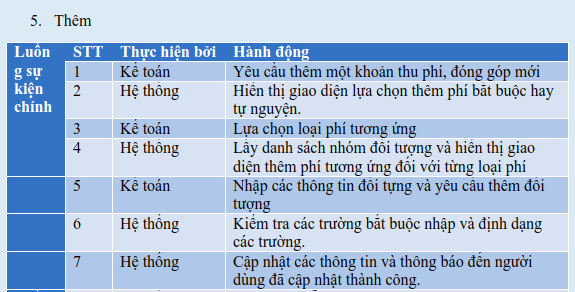 5. Thêm
Luồn STT Thực hiện bởi Hành động
g sự 1 Kế toán Yêu cầu thêm một khoản thu phí, đóng góp mới
kiện 2 Hệ thống Hiển thị giao diện lựa chọn thêm phí bắt buộc hay
chính tự nguyện.
3 Kế toán Lựa chọn loại phí tương ứng
4 Hệ thống Lấy danh sách nhóm đối tượng và hiển thị giao
diện thêm phí tương ứng đối với từng loại phí
5 Kế toán Nhập các thông tin đối tựng và yêu cầu thêm đối
tượng
6 Hệ thống Kiểm tra các trường bắt buộc nhập và định dạng
các trường.
7 Hệ thống Cập nhật các thông tin và thông báo đến người
dùng đã cập nhật thành công.